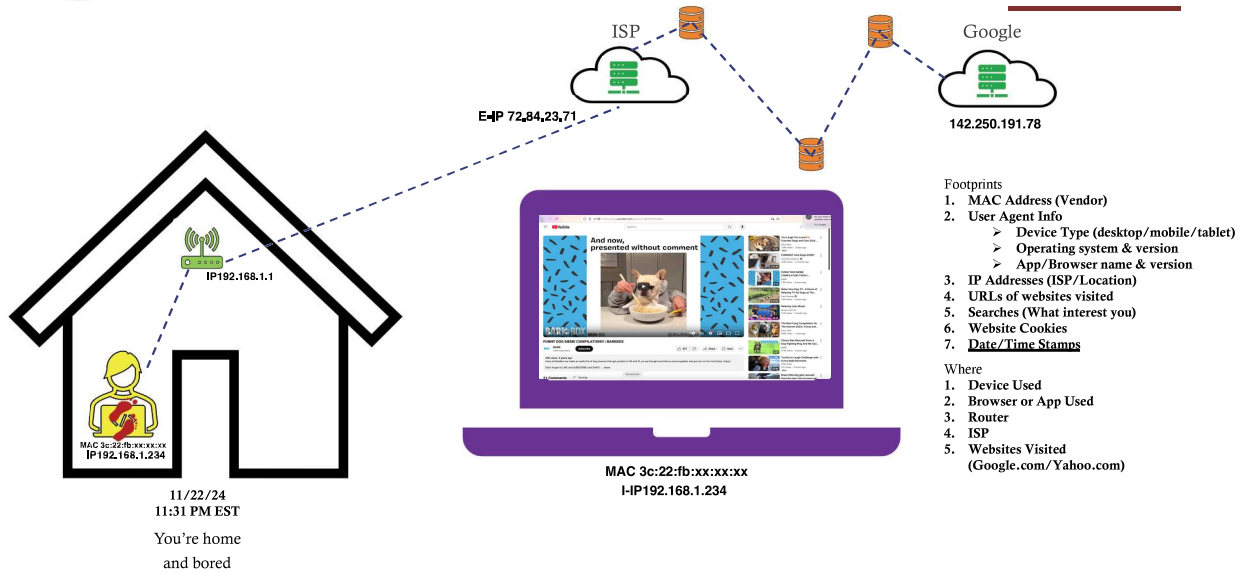 ISP
Google
E-IP 72.84.23.71
142.250.191.78
IP192.168.1.1
MAC 3c:22:fb:xx:xx:xx
IP192.168.1.234
11/22/24
11:31 PM EST
You're home
and bored
YouTube
Search
And now,
presented without comment
BARK BOX
FUNNY DOG MEME COMPILATION!!! | BARKBOX
MAC 3c:22:fb:xx:xx:xx
I-IP192.168.1.234
Footprints
1. MAC Address (Vendor)
2. User Agent Info
➢ Device Type (desktop/mobile/tablet)
➢ Operating system & version
➢ App/Browser name & version
3. IP Addresses (ISP/Location)
4. URLs of websites visited
5. Searches (What interest you)
6. Website Cookies
7. Date/Time Stamps
Where
1. Device Used
2. Browser or App Used
3. Router
4. ISP
5. Websites Visited
(Google.com/Yahoo.com)